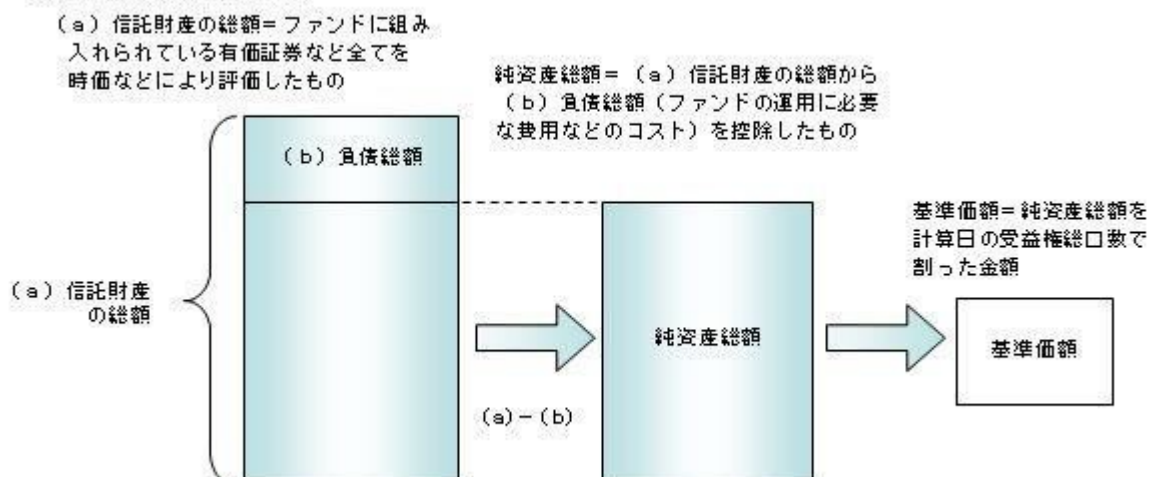 (a)信託財産の総額=ファンドに組み
入れられている有価証券など全てを
時価などにより評価したもの
純資産総額=(a)信託財産の総額から
(b)負債総額(ファンドの運用に必要
な費用などのコスト)を控除したもの
(b)負債総額
基準価額=純資産総額を
計算日の受益権総口数で
割った金額
(a)信託財産
の総額
純資産総額
基準価額
(a)-(b)